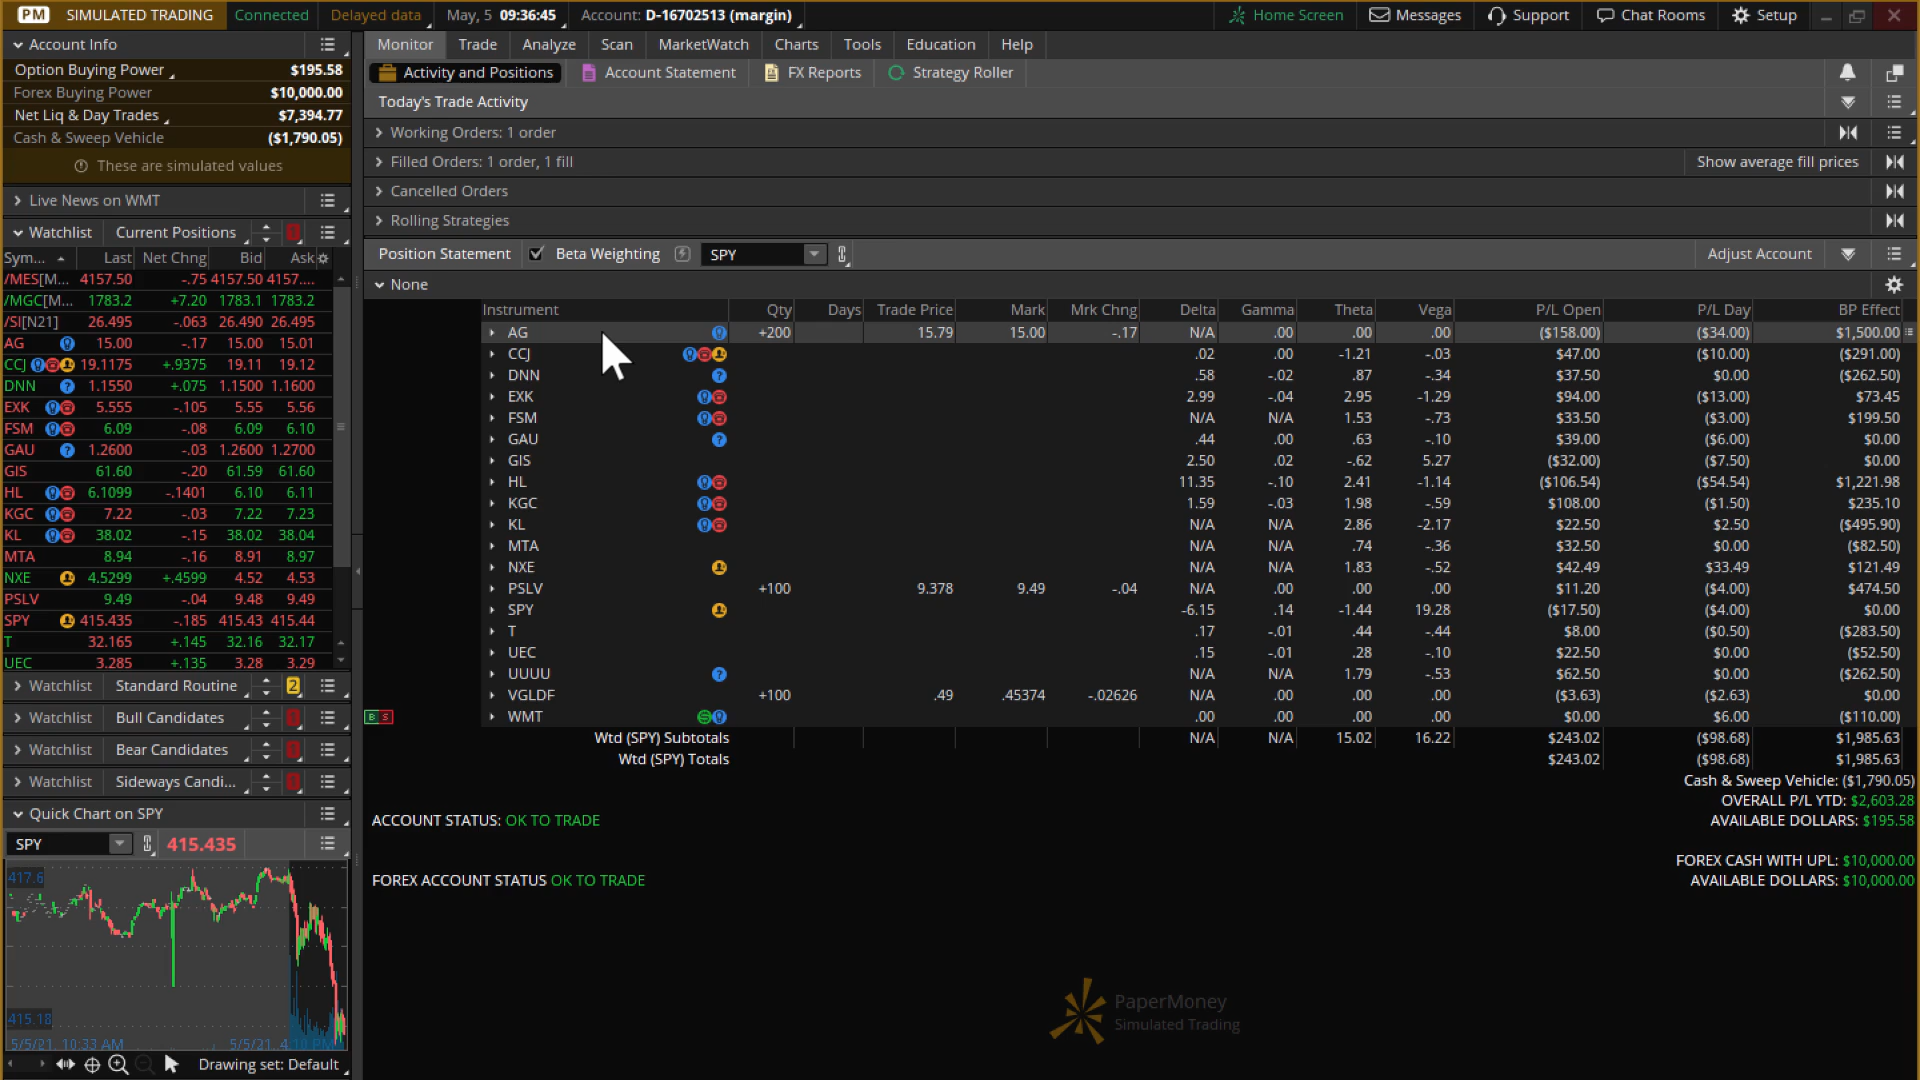 PM SIMULATED TRADING Connected Delayed data May, 5 09:36:45 Account: D-16702513 (margin) Home Screen Messages Support Chat Rooms Setup
Account Info
Option Buying Power $195.58
Forex Buying Power $10,000.00
Net Liq & Day Trades $7,394.77
Cash & Sweep Vehicle ($1,790.05)
These are simulated values
Live News on WMT
Watchlist Current Positions 1
Sym... Last Net Chng Bid Ask
/MES[M... 4157.50 -.75 4157.50 4157....
/MGC[M... 1783.2 +7.20 1783.1 1783.2
/SI[N21] 26.495 -.063 26.490 26.495
AG 15.00 -.17 15.00 15.01
CCJ 19.1175 +.9375 19.11 19.12
DNN ? 1.1550 +.075 1.1500 1.1600
EXK 5.555 -.105 5.55 5.56
FSM 6.09 -.08 6.09 6.10
GAU ? 1.2600 -.03 1.2600 1.2700
GIS 61.60 -.20 61.59 61.60
HL 6.1099 -.1401 6.10 6.11
KGC 7.22 -.03 7.22 7.23
KL 38.02 -.15 38.02 38.04
MTA 8.94 -.16 8.91 8.97
NXE 4.5299 +.4599 4.52 4.53
PSLV 9.49 -.04 9.48 9.49
SPY 415.435 -.185 415.43 415.44
T 32.165 +.145 32.16 32.17
UEC 3.285 +.135 3.28 3.29
Watchlist Standard Routine 2
Watchlist Bull Candidates 1
Watchlist Bear Candidates 1
Watchlist Sideways Candi... 1
Quick Chart on SPY
SPY 415.435
417.6
415.18
5/5/21, 10:33 AM 5/5/21, 4:10 PM
Drawing set: Default
Monitor Trade Analyze Scan MarketWatch Charts Tools Education Help
Activity and Positions Account Statement FX Reports Strategy Roller
Today's Trade Activity
Working Orders: 1 order
Filled Orders: 1 order, 1 fill Show average fill prices
Cancelled Orders
Rolling Strategies
Position Statement Beta Weighting SPY Adjust Account
None
Instrument Qty Days Trade Price Mark Mrk Chng Delta Gamma Theta Vega P/L Open P/L Day BP Effect
AG +200 15.79 15.00 -.17 N/A .00 .00 .00 ($158.00) ($34.00) $1,500.00
CCJ .02 .00 -1.21 -.03 $47.00 ($10.00) ($291.00)
DNN ? .58 -.02 .87 -.34 $37.50 $0.00 ($262.50)
EXK 2.99 -.04 2.95 -1.29 $94.00 ($13.00) $73.45
FSM N/A N/A 1.53 -.73 $33.50 ($3.00) $199.50
GAU ? .44 .00 .63 -.10 $39.00 ($6.00) $0.00
GIS 2.50 .02 -.62 5.27 ($32.00) ($7.50) $0.00
HL 11.35 -.10 2.41 -1.14 ($106.54) ($54.54) $1,221.98
KGC 1.59 -.03 1.98 -.59 $108.00 ($1.50) $235.10
KL N/A N/A 2.86 -2.17 $22.50 $2.50 ($495.90)
MTA N/A N/A .74 -.36 $32.50 $0.00 ($82.50)
NXE N/A N/A 1.83 -.52 $42.49 $33.49 $121.49
PSLV +100 9.378 9.49 -.04 N/A .00 .00 .00 $11.20 ($4.00) $474.50
SPY -6.15 .14 -1.44 19.28 ($17.50) ($4.00) $0.00
T .17 -.01 .44 -.44 $8.00 ($0.50) ($283.50)
UEC .15 -.01 .28 -.10 $22.50 $0.00 ($52.50)
UUUU ? N/A N/A 1.79 -.53 $62.50 $0.00 ($262.50)
VGLDF +100 .49 .45374 -.02626 N/A .00 .00 .00 ($3.63) ($2.63) $0.00
B S WMT .00 .00 .00 .00 $0.00 $6.00 ($110.00)
Wtd (SPY) Subtotals N/A N/A 15.02 16.22 $243.02 ($98.68) $1,985.63
Wtd (SPY) Totals $243.02 ($98.68) $1,985.63
Cash & Sweep Vehicle: ($1,790.05)
OVERALL P/L YTD: $2,603.28
ACCOUNT STATUS: OK TO TRADE AVAILABLE DOLLARS: $195.58
FOREX CASH WITH UPL: $10,000.00
FOREX ACCOUNT STATUS OK TO TRADE AVAILABLE DOLLARS: $10,000.00
PaperMoney
Simulated Trading